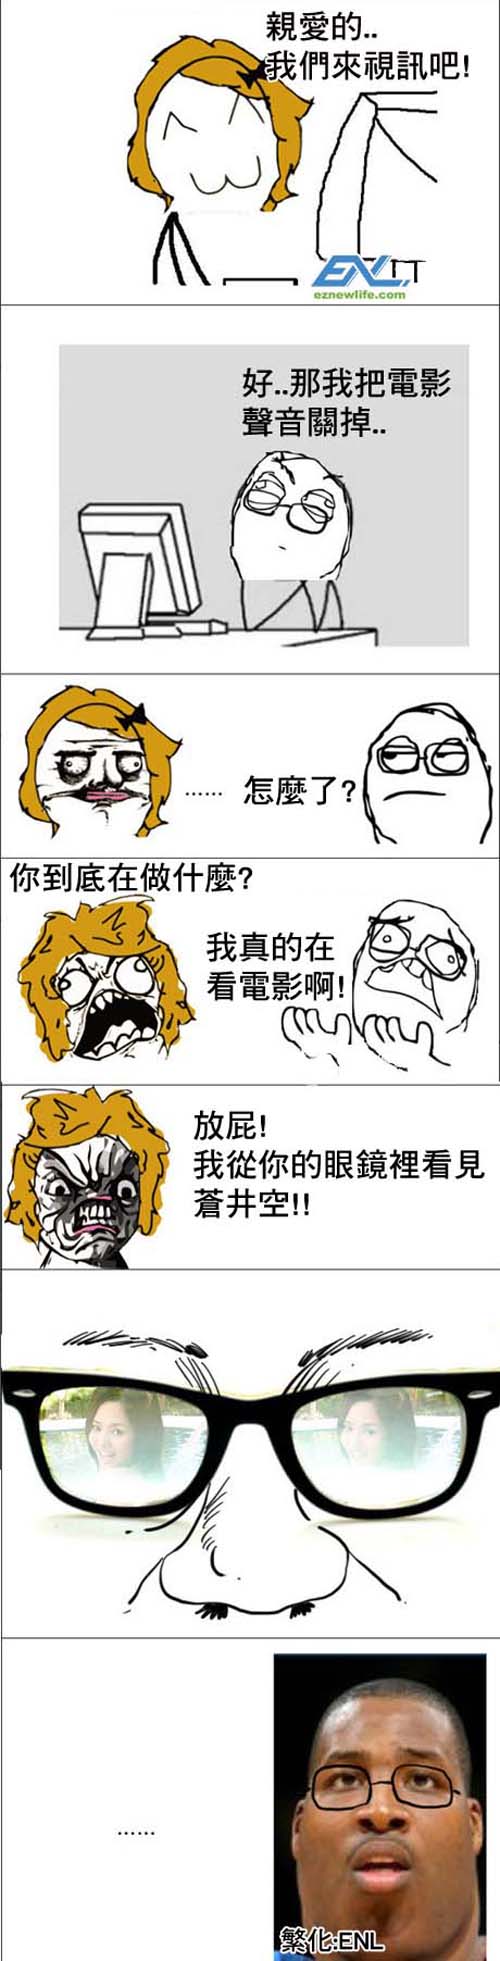 親愛的..
我們來視訊吧!
ENL
eznewlife.com
好..那我把電影
聲音關掉..
...... 怎麼了?
你到底在做什麼?
我真的在
看電影啊!
放屁!
我從你的眼鏡裡看見
蒼井空!!
......
繁化:ENL